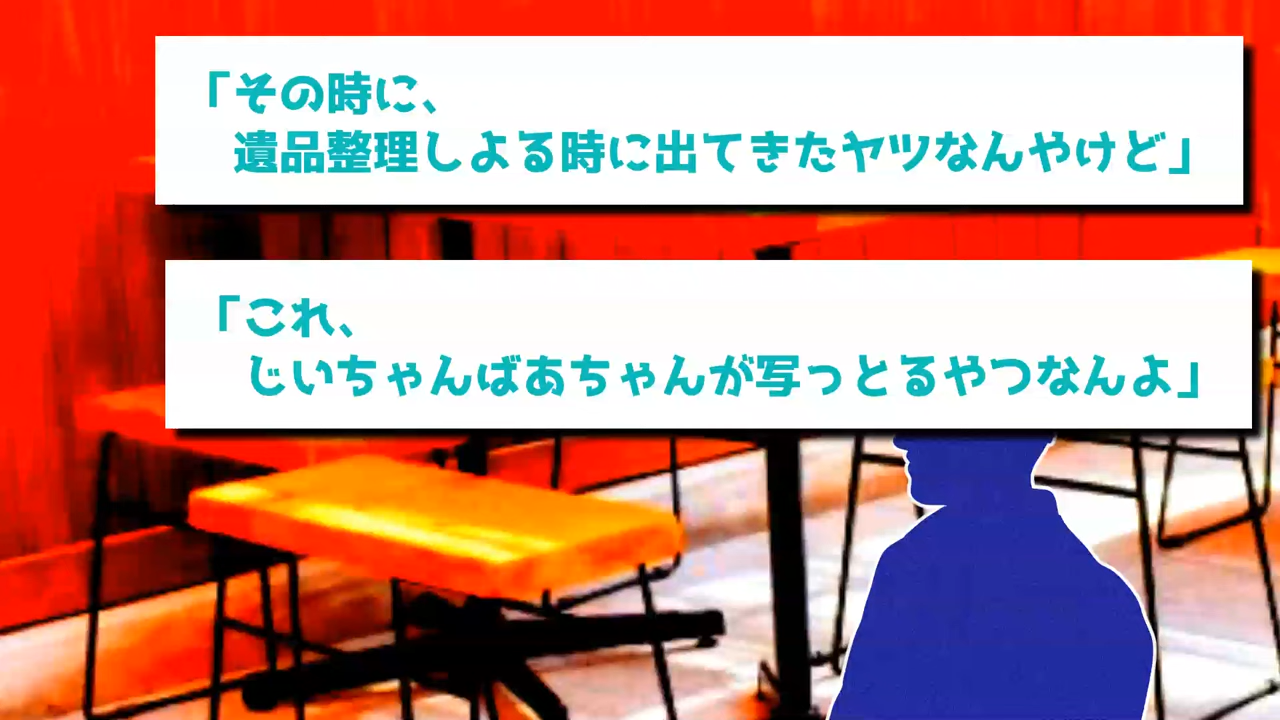 「その時に、
遺品整理しよる時に出てきたヤツなんやけど」
「これ、
じいちゃんばあちゃんが写っとるやつなんよ」